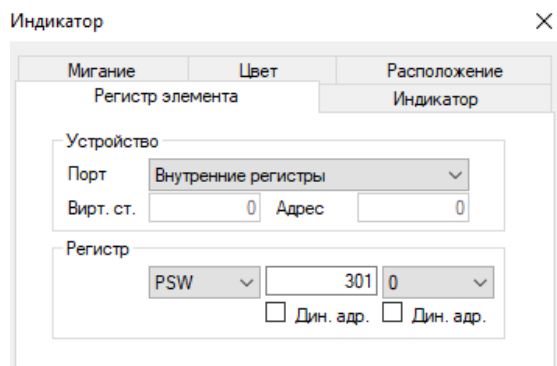 Индикатор
Мигание Цвет Расположение
Регистр элемента Индикатор
Устройство
Порт Внутренние регистры
Вирт. ст. 0 Адрес 0
Регистр
PSW 301 0
Дин. адр. Дин. адр.